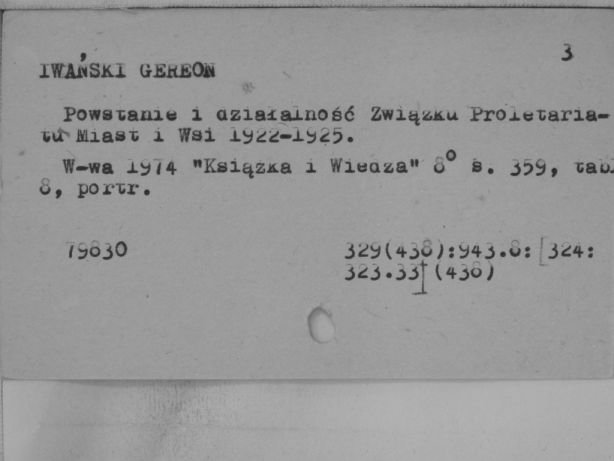 3
IWAŃSKI GEREON
Powstanie i działalność Związku Proletaria-
tu Miast i Wsi 1922-1925.
W-wa 1974 "Książka i Wiedza" 8° s. 359, tabl
8, portr.
79830 329(438):943.8:[324:
323.33](438)